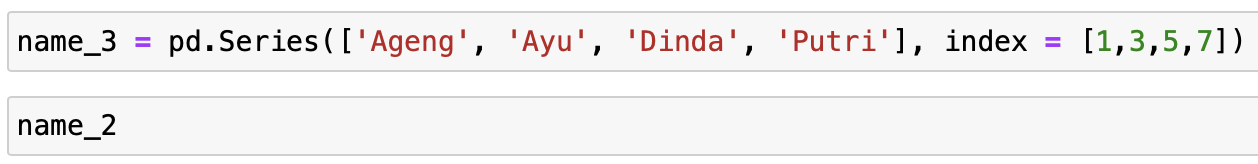 name_3 = pd.Series(['Ageng', 'Ayu', 'Dinda', 'Putri'], index = [1,3,5,7])
name_2